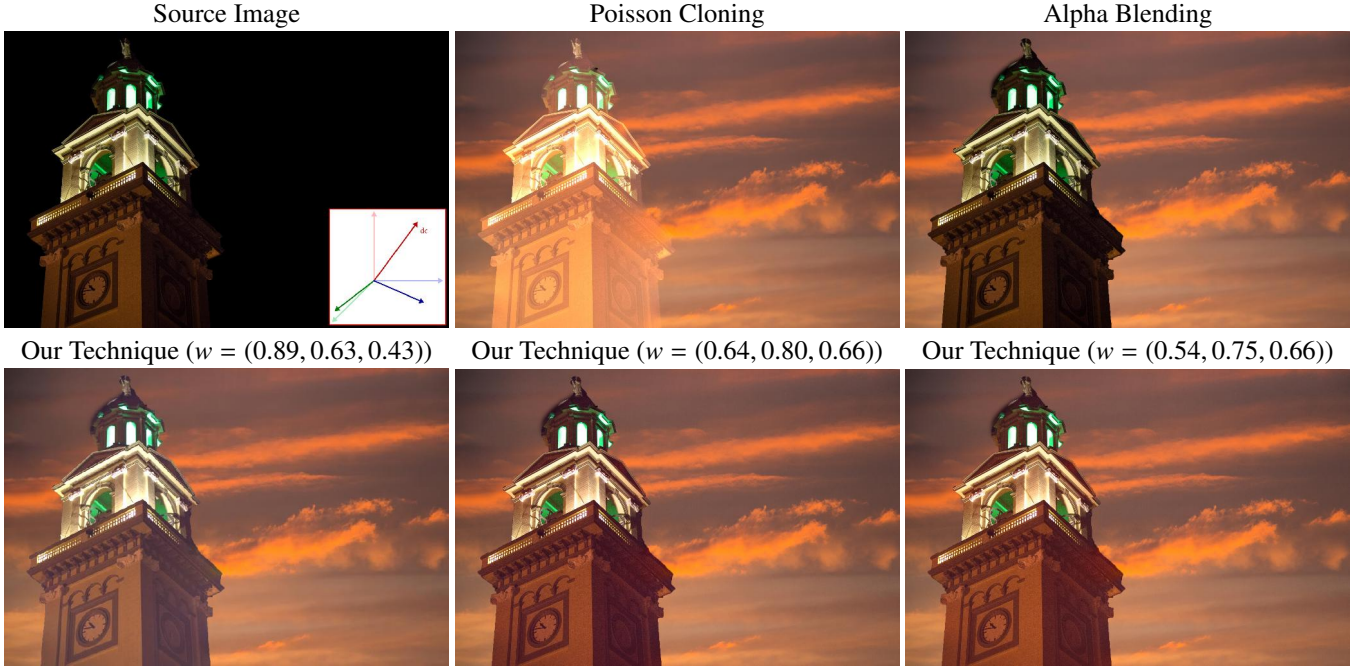 Source Image
Poisson Cloning
Alpha Blending
dc
Our Technique (w = (0.89, 0.63, 0.43))
Our Technique (w = (0.64, 0.80, 0.66))
Our Technique (w = (0.54, 0.75, 0.66))